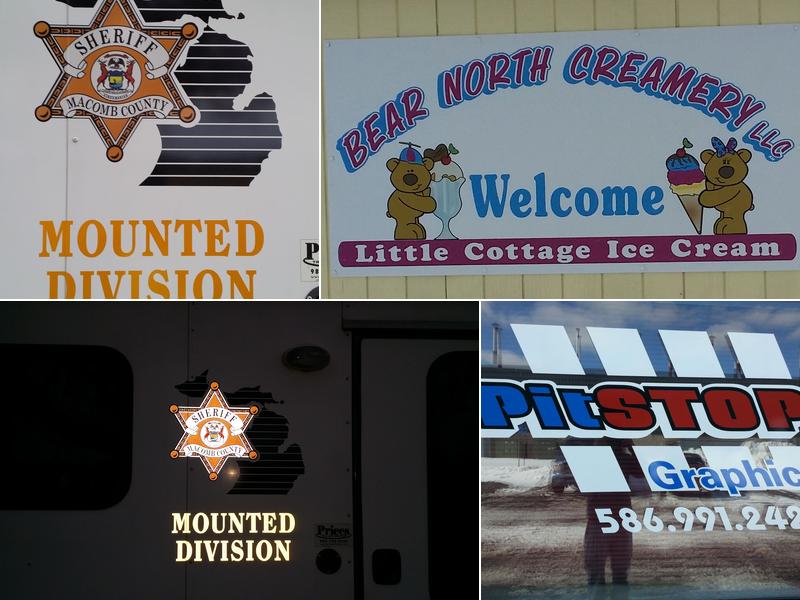 SHERIFF
MACOMB COUNTY
MOUNTED
DIVISION
BEAR NORTH CREAMERY LLC
Welcome
Little Cottage Ice Cream
SHERIFF
MACOMB COUNTY
MOUNTED
DIVISION
Prices
PitSTOP
Graphic
586.991.242